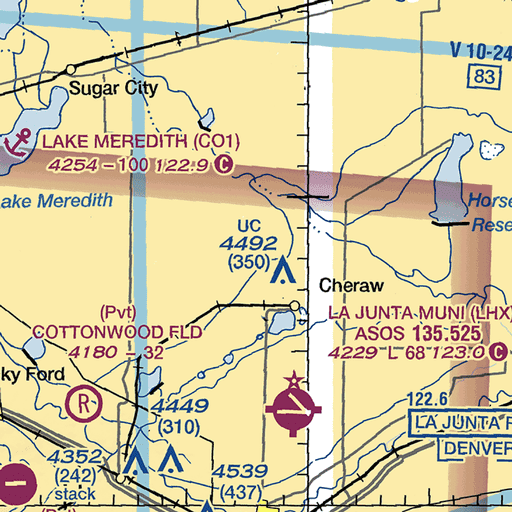 V 10-24
83
Sugar City
LAKE MEREDITH (CO1)
4254 - 100 122.9 C
ake Meredith
Horse
Rese
UC
4492
(350)
Cheraw
(Pvt)
COTTONWOOD FLD
4180 - 32
LA JUNTA MUNI (LHX)
ASOS 135.525
4229 L 68 123.0 C
ky Ford
R
122.6
LA JUNTA F
DENVER
4449
(310)
4352
(242)
stack
4539
(437)